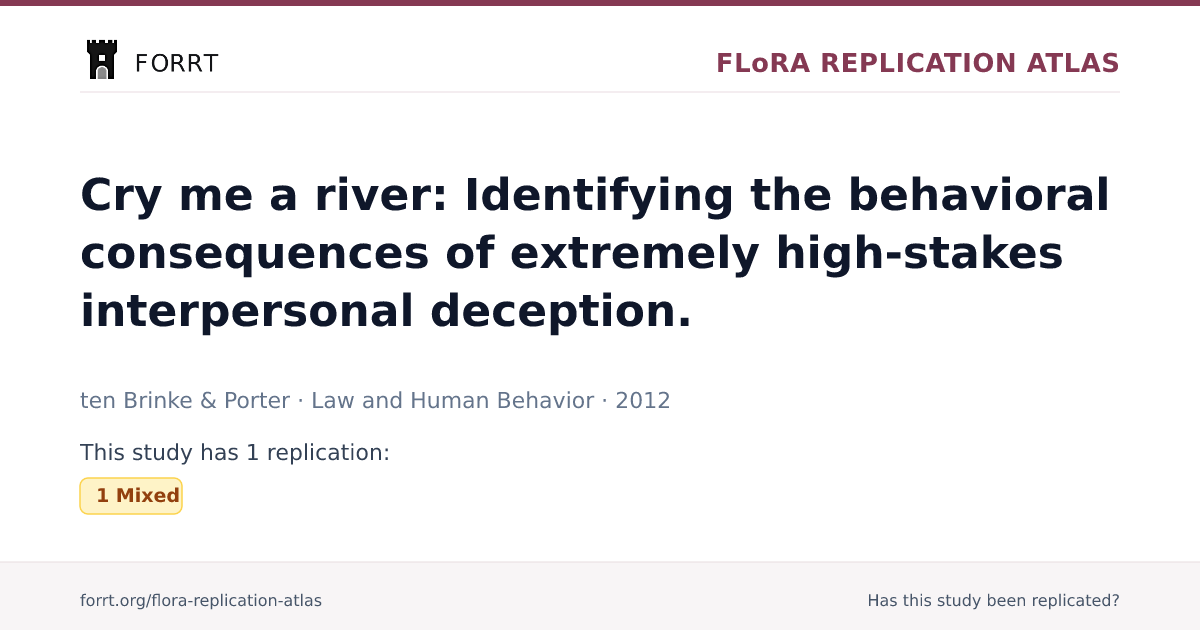 FORRT
FLoRA REPLICATION ATLAS
Cry me a river: Identifying the behavioral
consequences of extremely high-stakes
interpersonal deception.
ten Brinke & Porter · Law and Human Behavior · 2012
This study has 1 replication:
1 Mixed
forrt.org/flora-replication-atlas
Has this study been replicated?